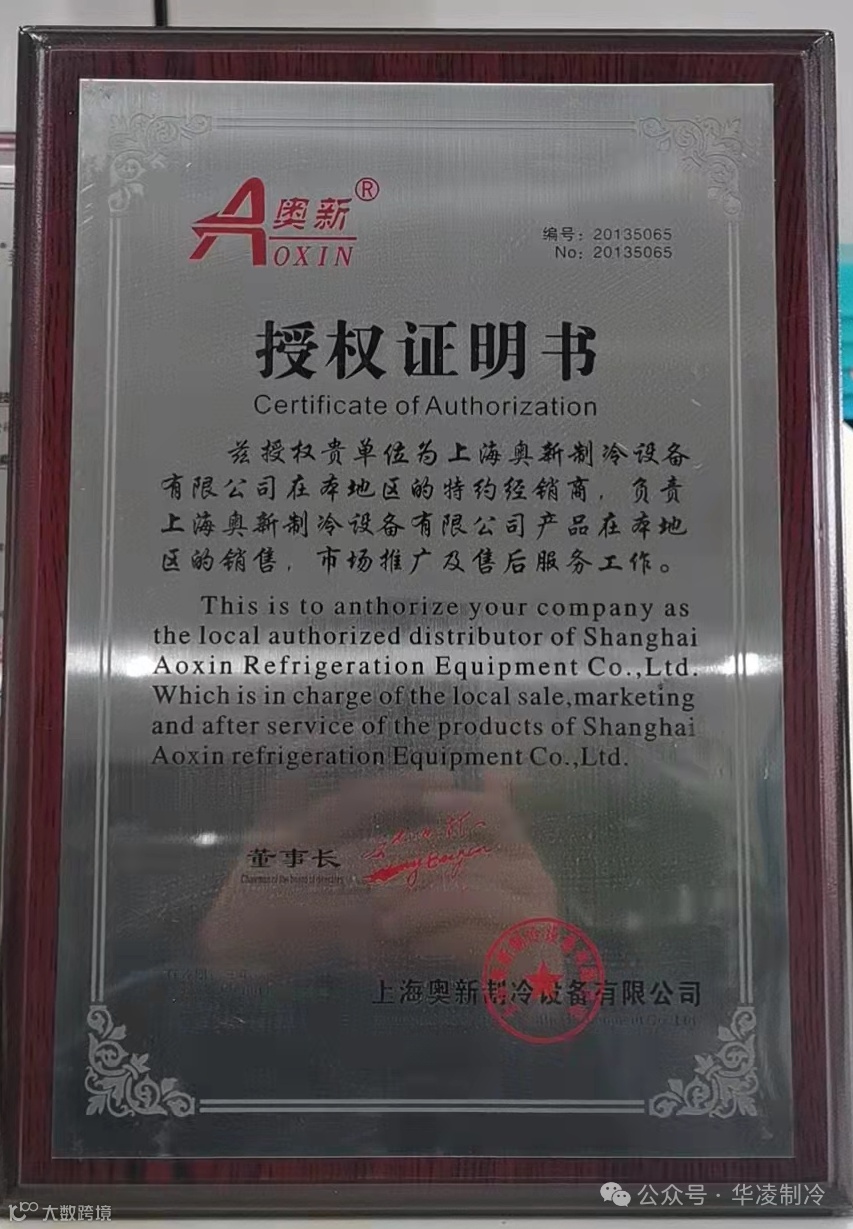 奥新®
AOXIN
编号：20135065
No：20135065
授权证明书
Certificate of Authorization
兹授权贵单位为上海奥新制冷设备
有限公司在本地区的特约经销商，负责
上海奥新制冷设备有限公司产品在本地
区的销售，市场推广及售后服务工作。
This is to anthorize your company as
the local authorized distributor of Shanghai
Aoxin Refrigeration Equipment Co.,Ltd.
Which is in charge of the local sale,marketing
and after service of the products of Shanghai
Aoxin refrigeration Equipment Co.,Ltd.
董事长
Chairman of the board of directors
上海奥新制冷设备有限公司
公众号·华凌制冷
大数跨境